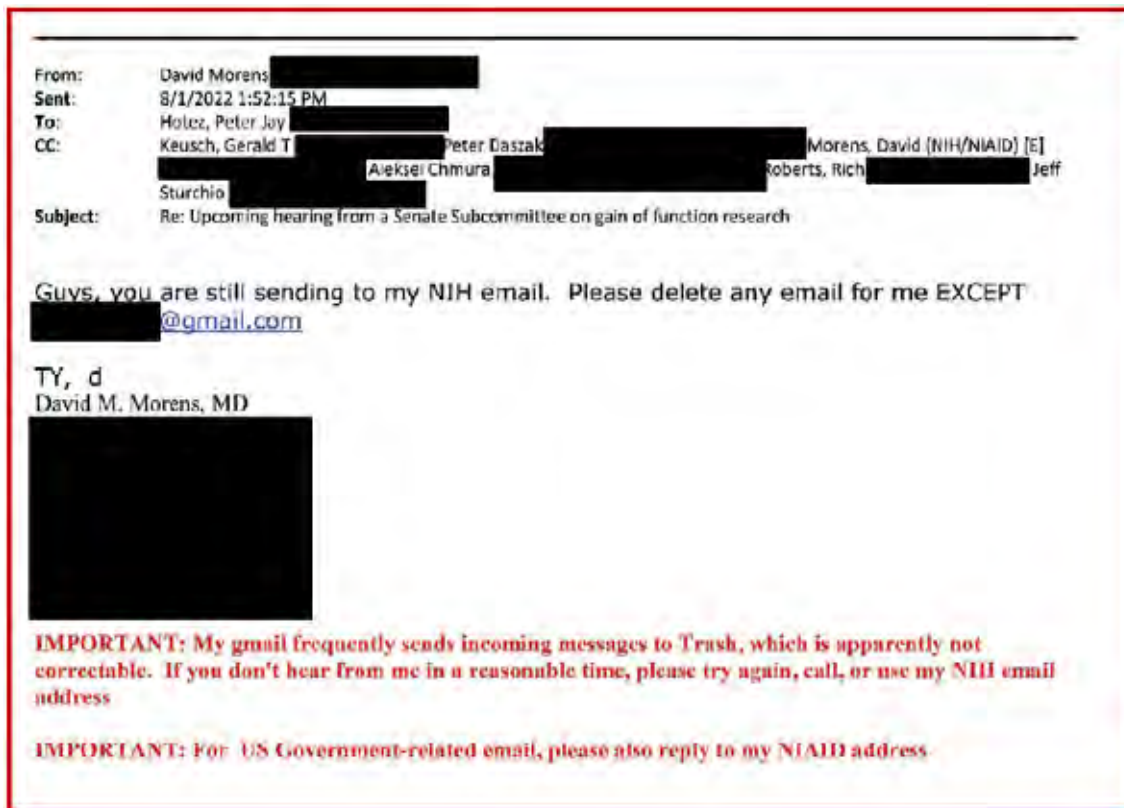 From: David Morens
Sent: 8/1/2022 1:52:15 PM
To: Hotez, Peter Jay
CC: Keusch, Gerald T Peter Daszak Morens, David (NIH/NIAID) [E]
Aleksei Chmura Roberts, Rich Jeff
Sturchio
Subject: Re: Upcoming hearing from a Senate Subcommittee on gain of function research
Guys, you are still sending to my NIH email. Please delete any email for me EXCEPT
@gmail.com
TY, d
David M. Morens, MD
IMPORTANT: My gmail frequently sends incoming messages to Trash, which is apparently not
correctable. If you don't hear from me in a reasonable time, please try again, call, or use my NIH email
address
IMPORTANT: For US Government-related email, please also reply to my NIAID address